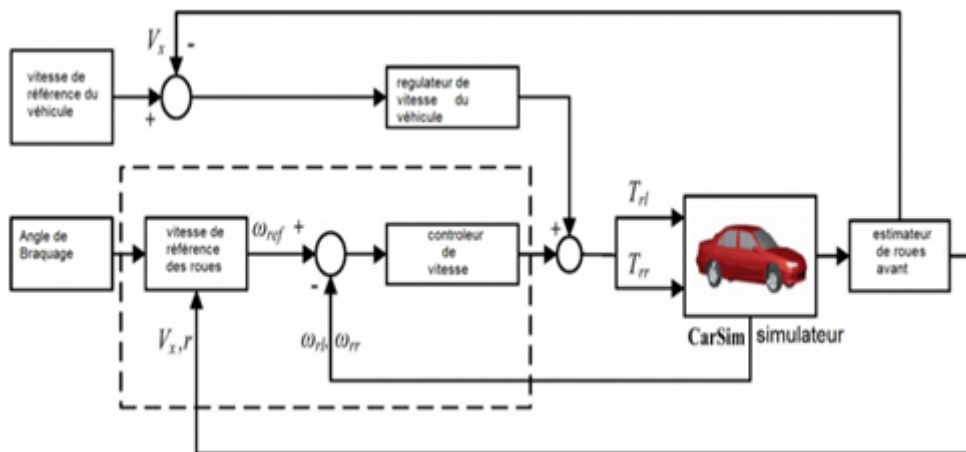 V_x -
vitesse de
référence du
véhicule
+
regulateur de
vitesse du
véhicule
Angle de
Braquage
vitesse de
référence
des roues
ω_ref +
-
controleur
de
vitesse
+
T_rl
T_rr
CarSim simulateur
estimateur
de roues
avant
V_x,r
ω_rl, ω_rr